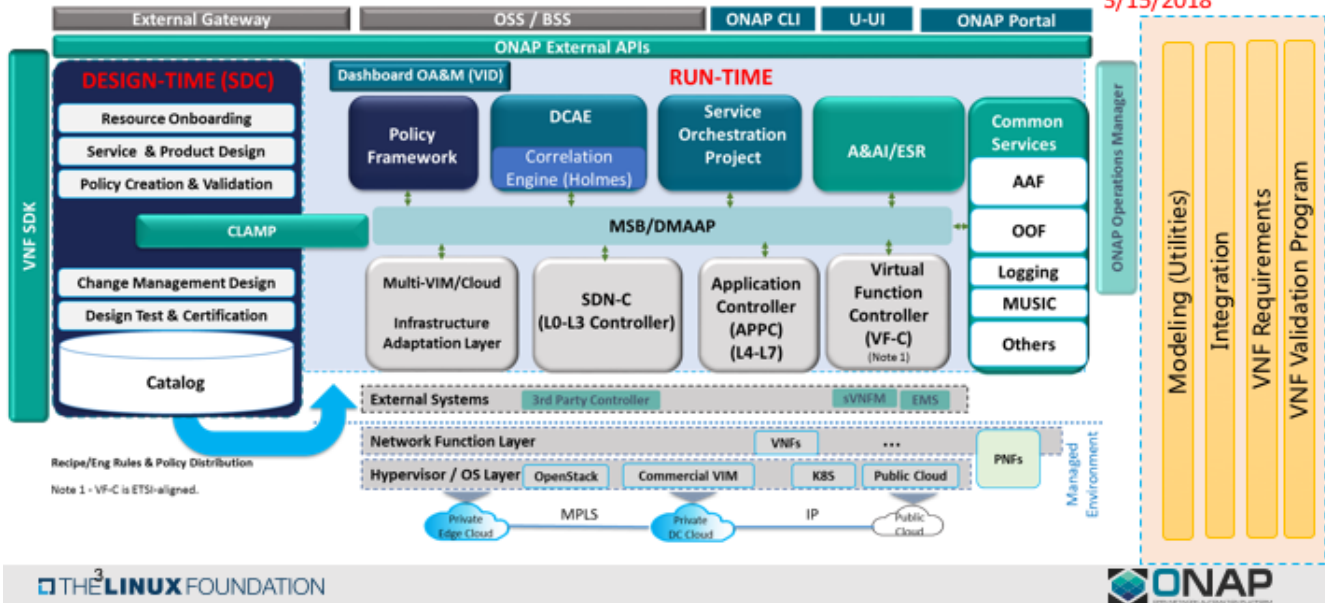 3/15/2018
External Gateway
OSS / BSS
ONAP CLI
U-UI
ONAP Portal
ONAP External APIs
VNF SDK
DESIGN-TIME (SDC)
Resource Onboarding
Service & Product Design
Policy Creation & Validation
CLAMP
Change Management Design
Design Test & Certification
Catalog
Recipe/Eng Rules & Policy Distribution
Note 1 - VF-C is ETSI-aligned.
Dashboard OA&M (VID)
RUN-TIME
Policy
Framework
DCAE
Correlation
Engine (Holmes)
Service
Orchestration
Project
A&AI/ESR
MSB/DMAAP
Multi-VIM/Cloud
Infrastructure
Adaptation Layer
SDN-C
(L0-L3 Controller)
Application
Controller
(APPC)
(L4-L7)
Virtual
Function
Controller
(VF-C)
(Note 1)
Common
Services
AAF
OOF
Logging
MUSIC
Others
ONAP Operations Manager
External Systems
3rd Party Controller
sVNFM
EMS
Network Function Layer
VNFs
...
Hypervisor / OS Layer
OpenStack
Commercial VIM
K8S
Public Cloud
PNFs
Managed
Environment
Private
Edge Cloud
MPLS
Private
DC Cloud
IP
Public
Cloud
Modeling (Utilities)
Integration
VNF Requirements
VNF Validation Program
3
THE LINUX FOUNDATION
ONAP